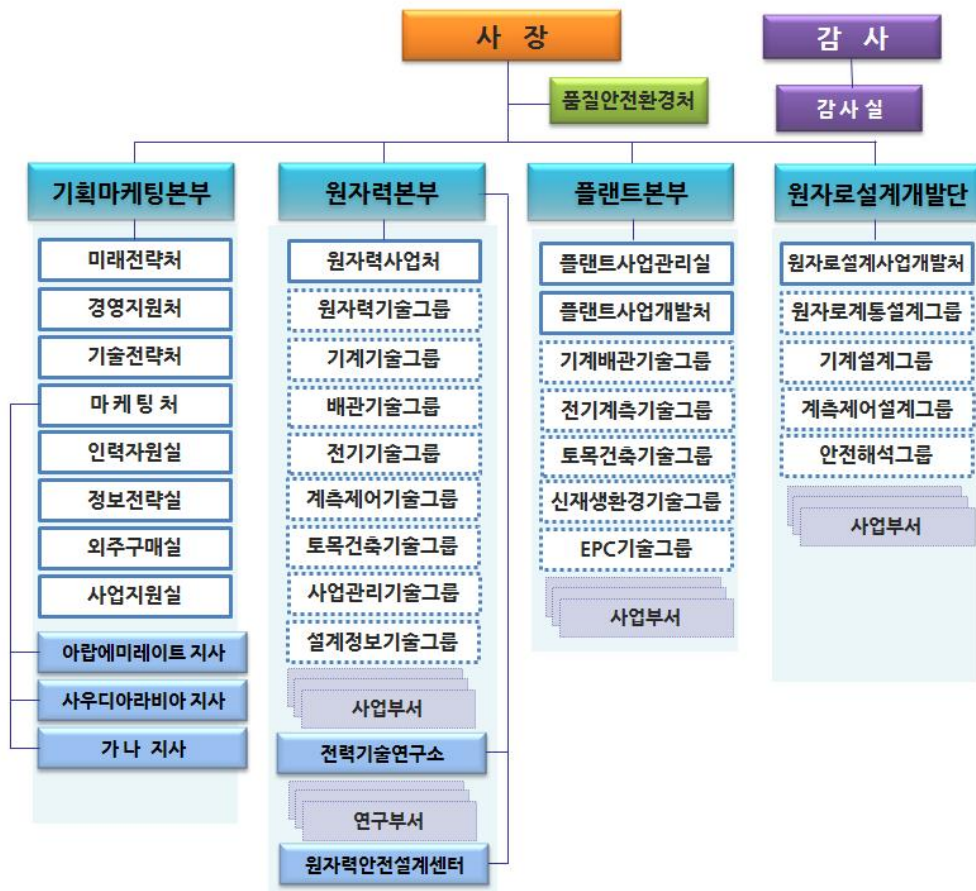 사 장
감 사
품질안전환경처
감사실
기획마케팅본부
미래전략처
경영지원처
기술전략처
마케팅처
인력자원실
정보전략실
외주구매실
사업지원실
아랍에미레이트 지사
사우디아라비아 지사
가나 지사
원자력본부
원자력사업처
원자력기술그룹
기계기술그룹
배관기술그룹
전기기술그룹
계측제어기술그룹
토목건축기술그룹
사업관리기술그룹
설계정보기술그룹
사업부서
전력기술연구소
연구부서
원자력안전설계센터
플랜트본부
플랜트사업관리실
플랜트사업개발처
기계배관기술그룹
전기계측기술그룹
토목건축기술그룹
신재생환경기술그룹
EPC기술그룹
사업부서
원자로설계개발단
원자로설계사업개발처
원자로계통설계그룹
기계설계그룹
계측제어설계그룹
안전해석그룹
사업부서